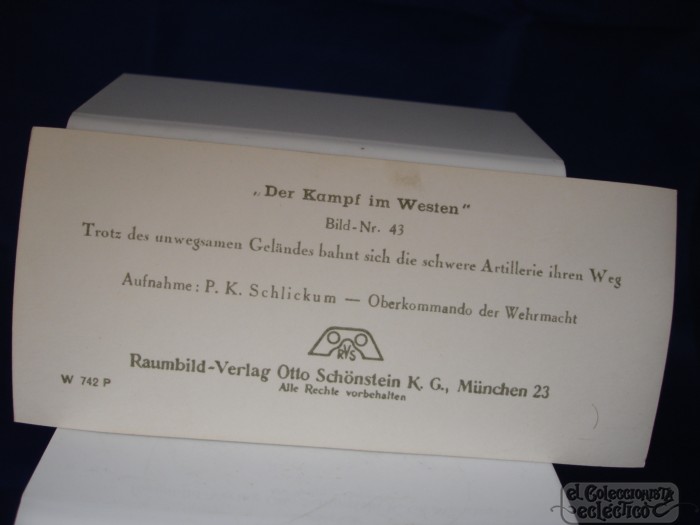 „Der Kampf im Westen“
Bild-Nr. 43
Trotz des unwegsamen Geländes bahnt sich die schwere Artillerie ihren Weg
Aufnahme: P. K. Schlickum — Oberkommando der Wehrmacht
RVS
Raumbild-Verlag Otto Schönstein K. G., München 23
Alle Rechte vorbehalten
W 742 P
el Coleccionista
ecléctico